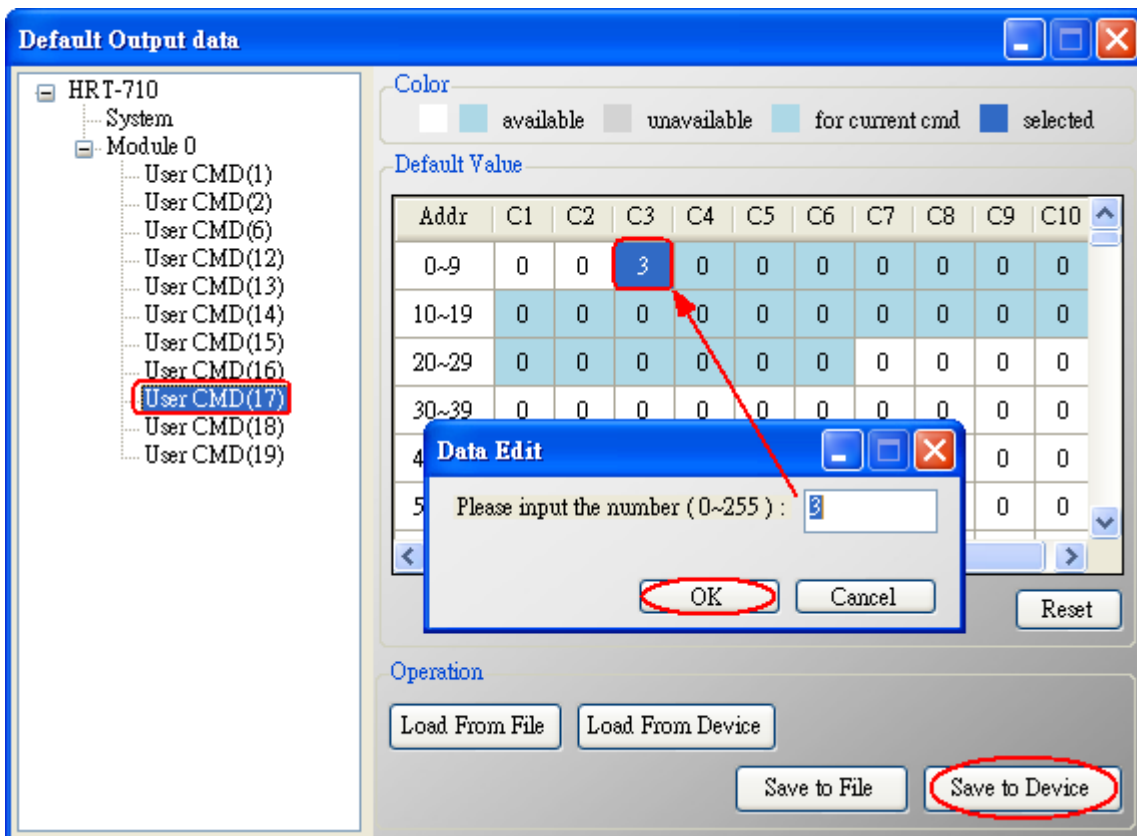 Default Output data
HRT-710
System
Module 0
User CMD(1)
User CMD(2)
User CMD(6)
User CMD(12)
User CMD(13)
User CMD(14)
User CMD(15)
User CMD(16)
User CMD(17)
User CMD(18)
User CMD(19)
Color
available unavailable for current cmd selected
Default Value
Addr C1 C2 C3 C4 C5 C6 C7 C8 C9 C10
0~9 0 0 3 0 0 0 0 0 0 0
10~19 0 0 0 0 0 0 0 0 0 0
20~29 0 0 0 0 0 0 0 0 0 0
30~39 0 0 0 0 0 0 0 0 0 0
4 0 0
5 0 0
Data Edit
Please input the number ( 0~255 ) : 3
OK Cancel
Reset
Operation
Load From File Load From Device
Save to File Save to Device